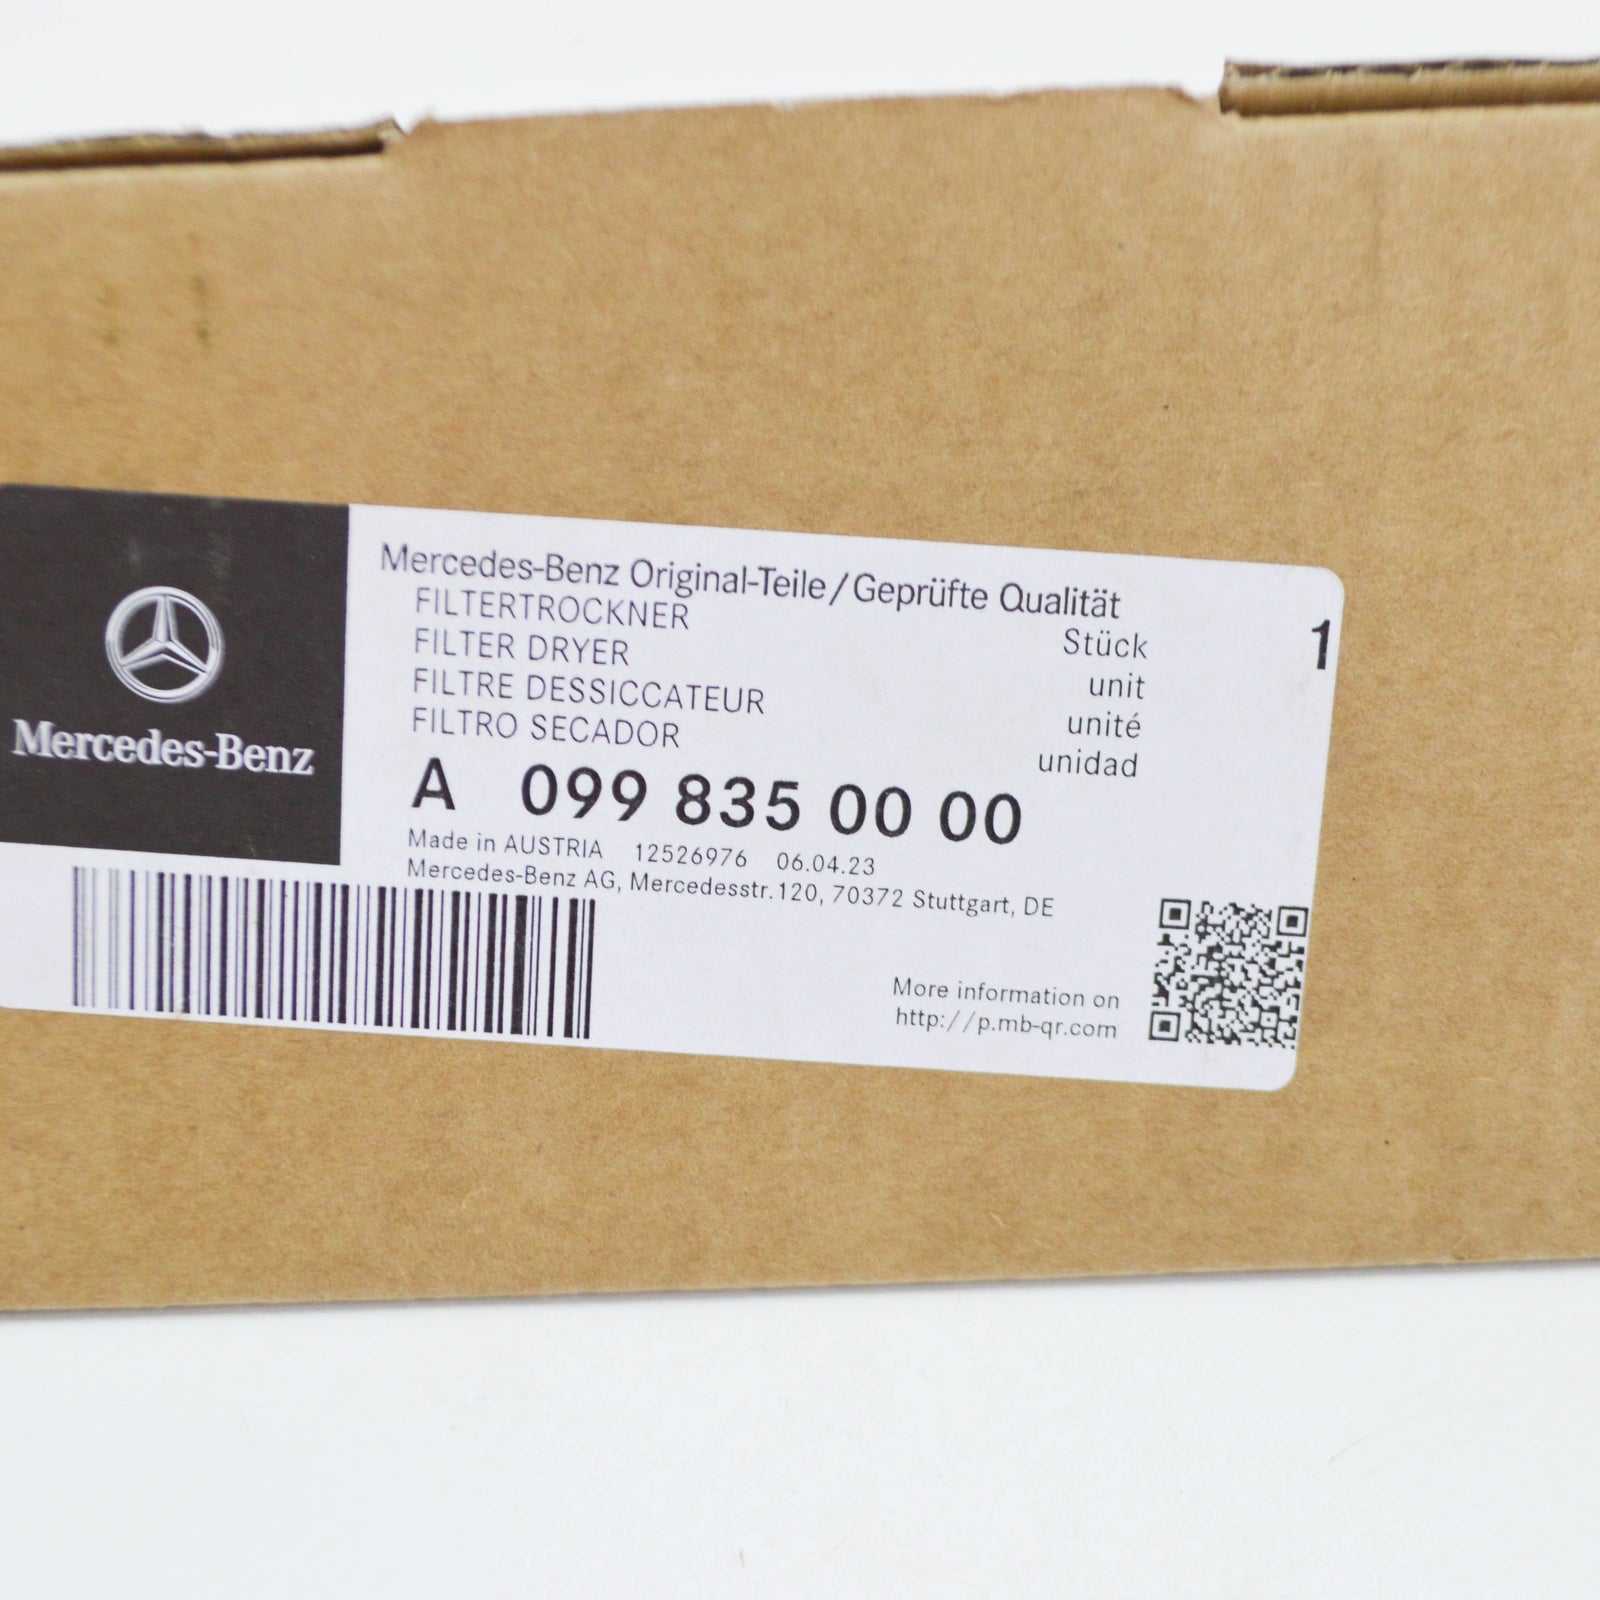 Mercedes-Benz
Mercedes-Benz Original-Teile/Geprüfte Qualität
FILTERTROCKNER Stück 1
FILTER DRYER unit
FILTRE DESSICCATEUR unité
FILTRO SECADOR unidad
A 099 835 00 00
Made in AUSTRIA 12526976 06.04.23
Mercedes-Benz AG, Mercedesstr.120, 70372 Stuttgart, DE
More information on
http://p.mb-qr.com